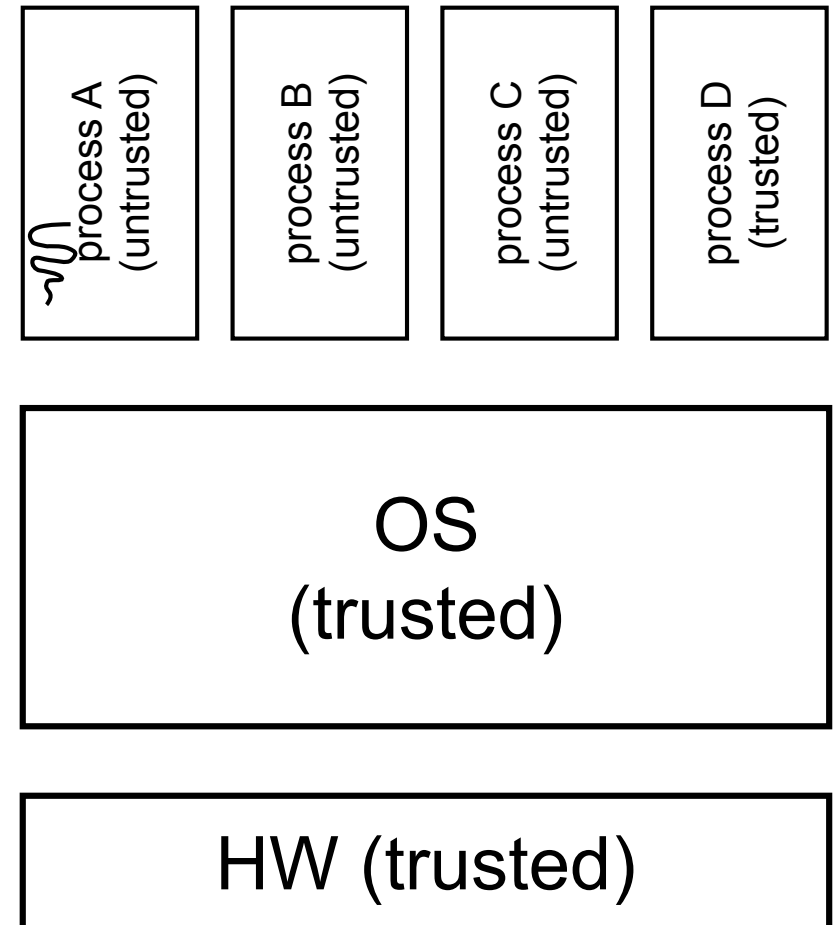 process A
(untrusted)
process B
(untrusted)
process C
(untrusted)
process D
(trusted)
OS
(trusted)
HW (trusted)